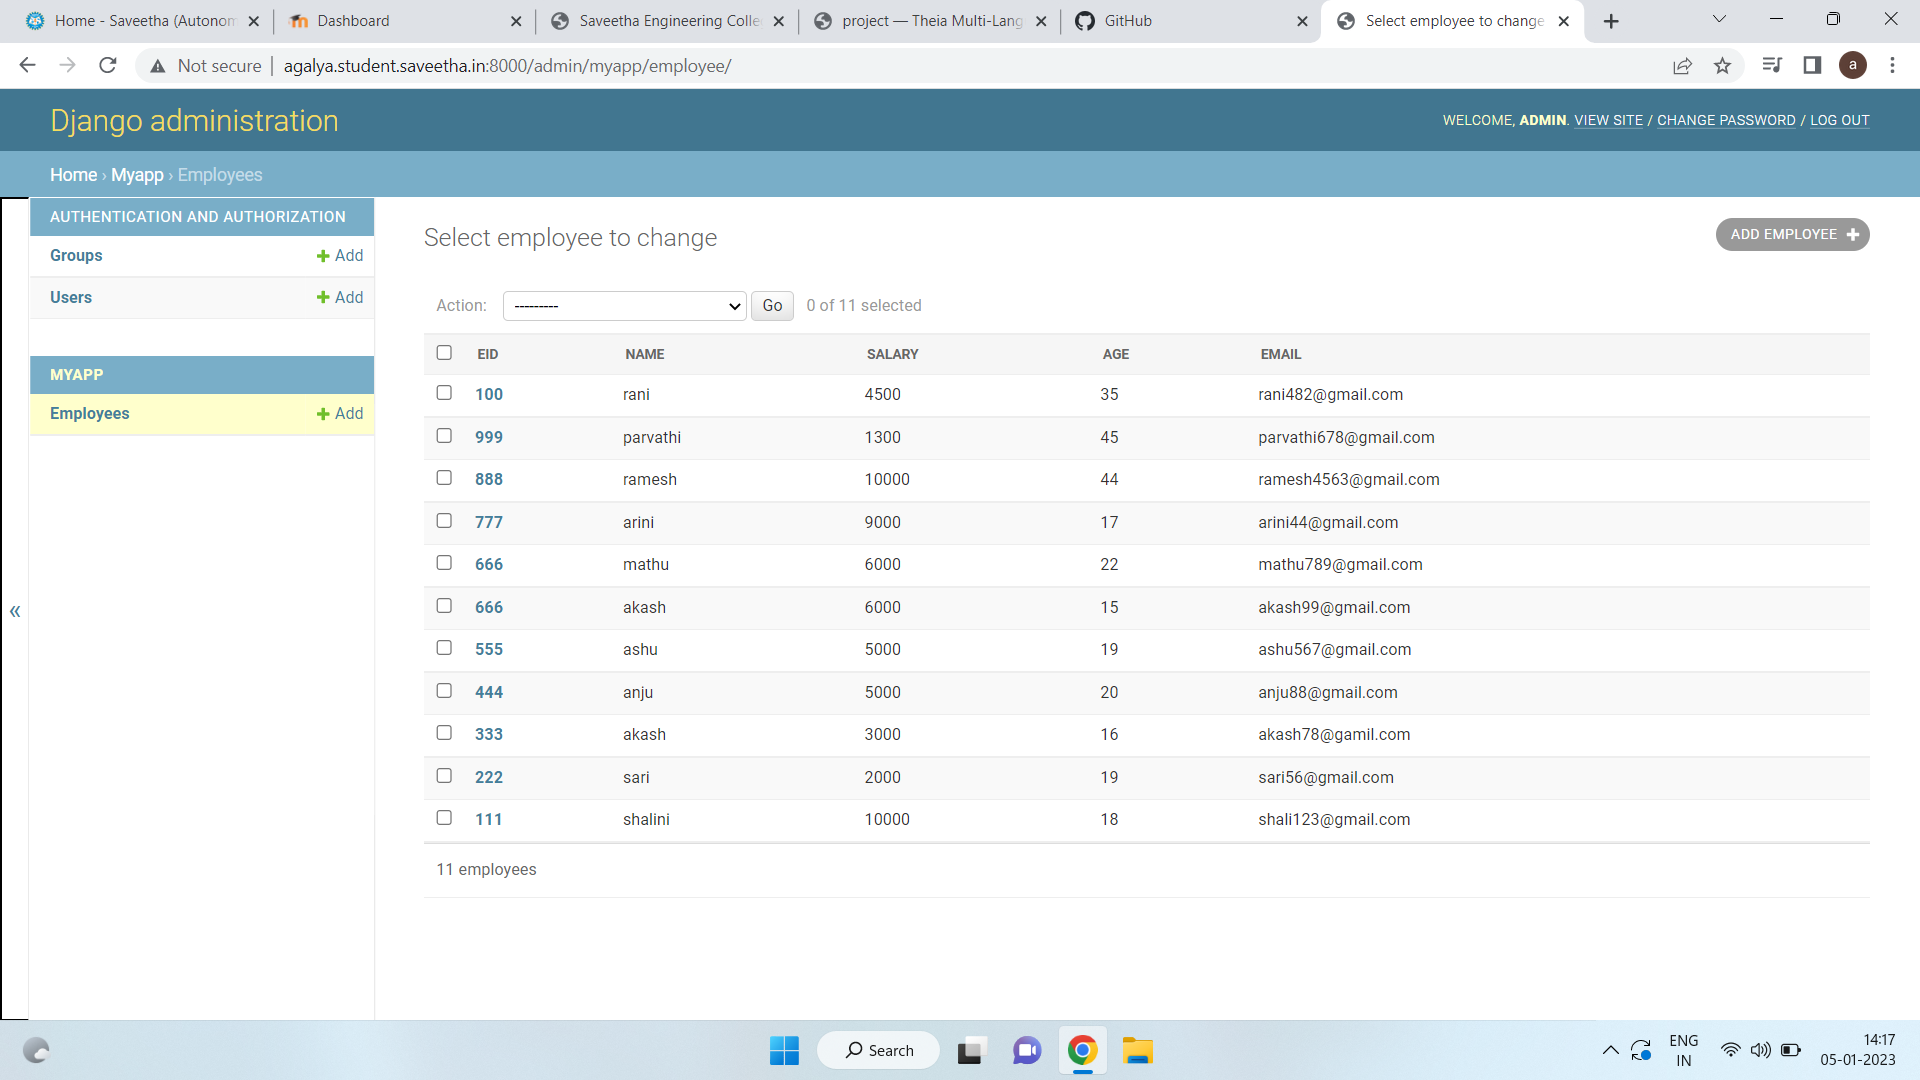 Home - Saveetha (Autonom Dashboard Saveetha Engineering Colle project — Theia Multi-Lang GitHub Select employee to change
Not secure agalya.student.saveetha.in:8000/admin/myapp/employee/ a
Django administration WELCOME, ADMIN. VIEW SITE / CHANGE PASSWORD / LOG OUT
Home › Myapp › Employees
AUTHENTICATION AND AUTHORIZATION
Groups Add
Users Add
MYAPP
Employees Add
«
Select employee to change ADD EMPLOYEE
Action: --------- Go 0 of 11 selected
EID NAME SALARY AGE EMAIL
100 rani 4500 35 rani482@gmail.com
999 parvathi 1300 45 parvathi678@gmail.com
888 ramesh 10000 44 ramesh4563@gmail.com
777 arini 9000 17 arini44@gmail.com
666 mathu 6000 22 mathu789@gmail.com
666 akash 6000 15 akash99@gmail.com
555 ashu 5000 19 ashu567@gmail.com
444 anju 5000 20 anju88@gmail.com
333 akash 3000 16 akash78@gamil.com
222 sari 2000 19 sari56@gmail.com
111 shalini 10000 18 shali123@gmail.com
11 employees
Search ENG 14:17
IN 05-01-2023